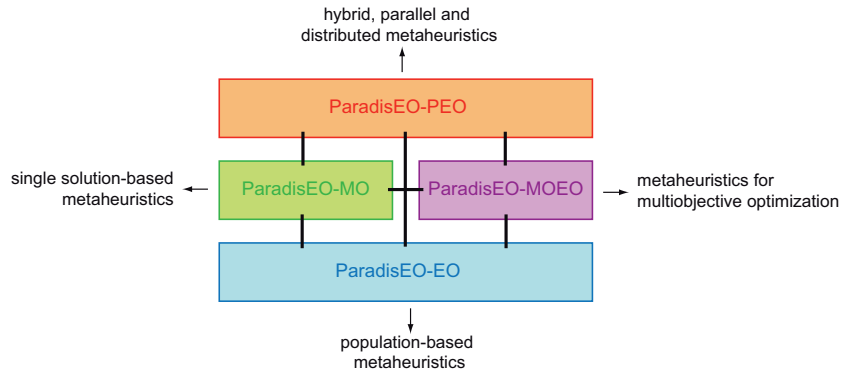 hybrid, parallel and
distributed metaheuristics
ParadisEO-PEO
single solution-based
metaheuristics
ParadisEO-MO
ParadisEO-MOEO
metaheuristics for
multiobjective optimization
ParadisEO-EO
population-based
metaheuristics